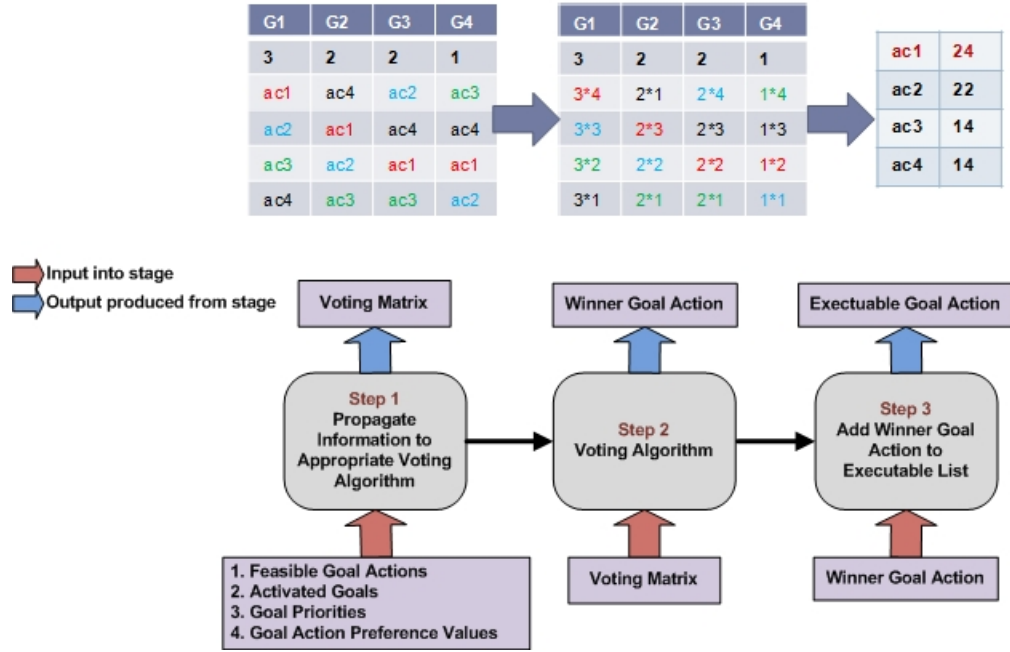 G1 G2 G3 G4
3 2 2 1
ac1 ac4 ac2 ac3
ac2 ac1 ac4 ac4
ac3 ac2 ac1 ac1
ac4 ac3 ac3 ac2
G1 G2 G3 G4
3 2 2 1
3*4 2*1 2*4 1*4
3*3 2*3 2*3 1*3
3*2 2*2 2*2 1*2
3*1 2*1 2*1 1*1
ac1 24
ac2 22
ac3 14
ac4 14
Input into stage
Output produced from stage
Voting Matrix
Winner Goal Action
Exectuable Goal Action
Step 1
Propagate
Information to
Appropriate Voting
Algorithm
Step 2
Voting Algorithm
Step 3
Add Winner Goal
Action to
Executable List
1. Feasible Goal Actions
2. Activated Goals
3. Goal Priorities
4. Goal Action Preference Values
Voting Matrix
Winner Goal Action